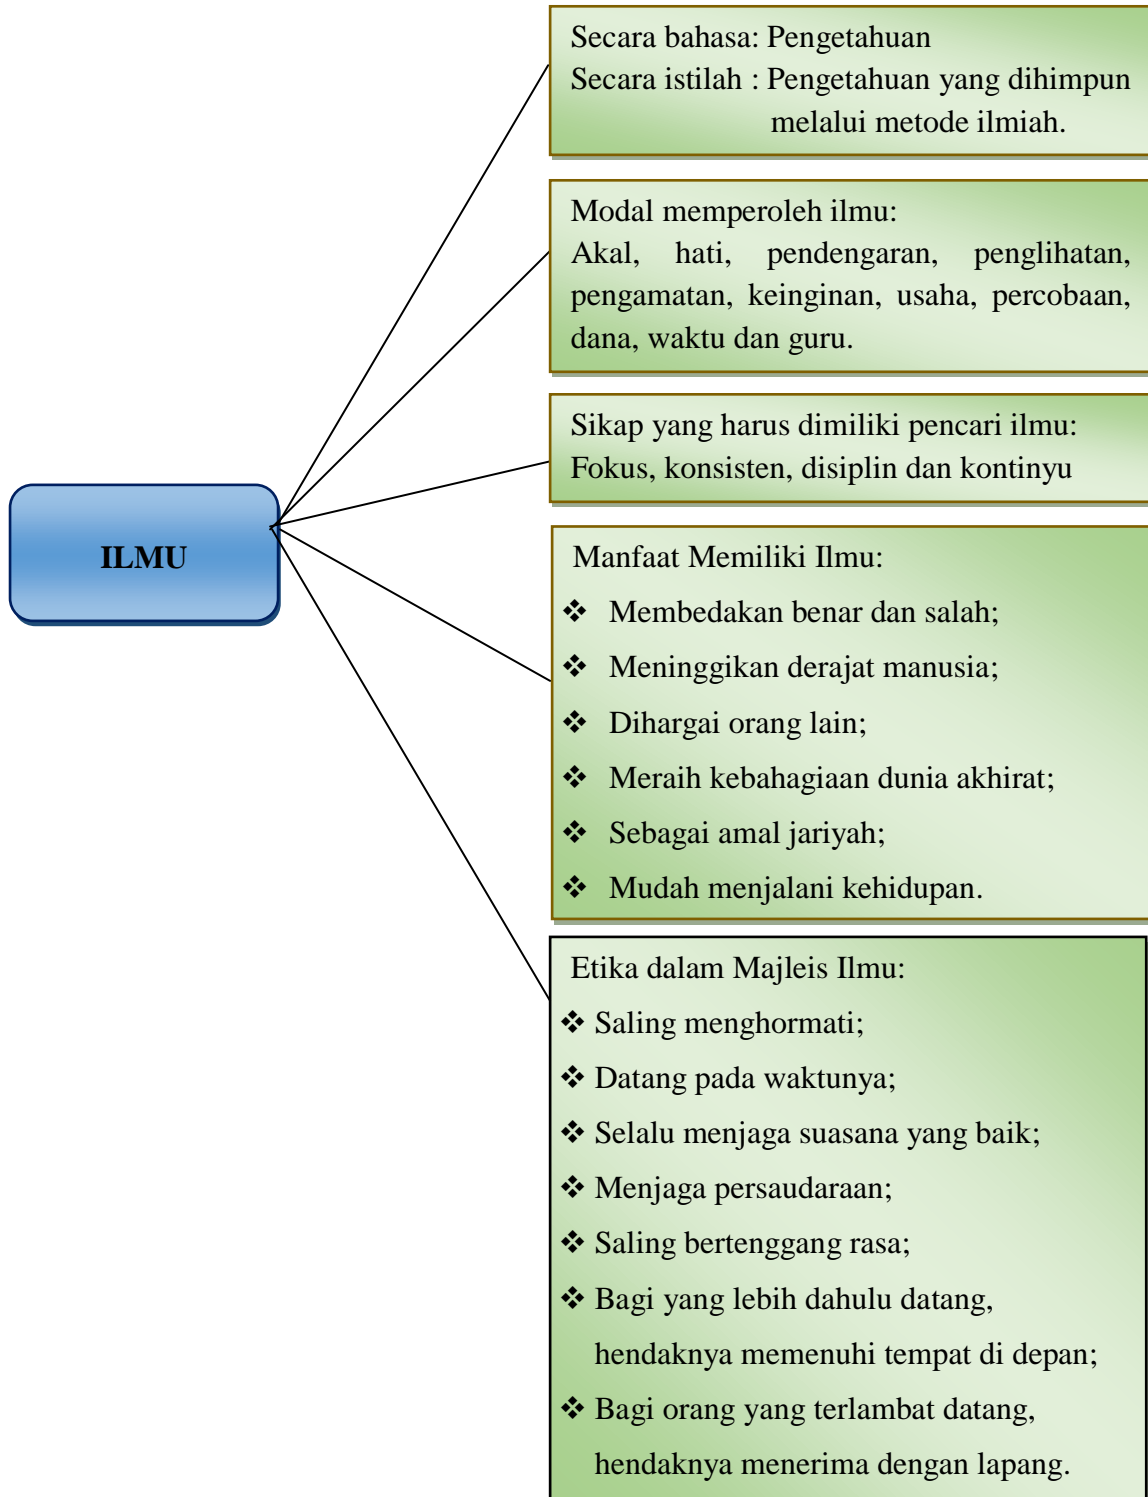 Secara bahasa: Pengetahuan
Secara istilah : Pengetahuan yang dihimpun
melalui metode ilmiah.
Modal memperoleh ilmu:
Akal, hati, pendengaran, penglihatan,
pengamatan, keinginan, usaha, percobaan,
dana, waktu dan guru.
Sikap yang harus dimiliki pencari ilmu:
Fokus, konsisten, disiplin dan kontinyu
ILMU
Manfaat Memiliki Ilmu:
❖ Membedakan benar dan salah;
❖ Meninggikan derajat manusia;
❖ Dihargai orang lain;
❖ Meraih kebahagiaan dunia akhirat;
❖ Sebagai amal jariyah;
❖ Mudah menjalani kehidupan.
Etika dalam Majleis Ilmu:
❖ Saling menghormati;
❖ Datang pada waktunya;
❖ Selalu menjaga suasana yang baik;
❖ Menjaga persaudaraan;
❖ Saling bertenggang rasa;
❖ Bagi yang lebih dahulu datang,
hendaknya memenuhi tempat di depan;
❖ Bagi orang yang terlambat datang,
hendaknya menerima dengan lapang.